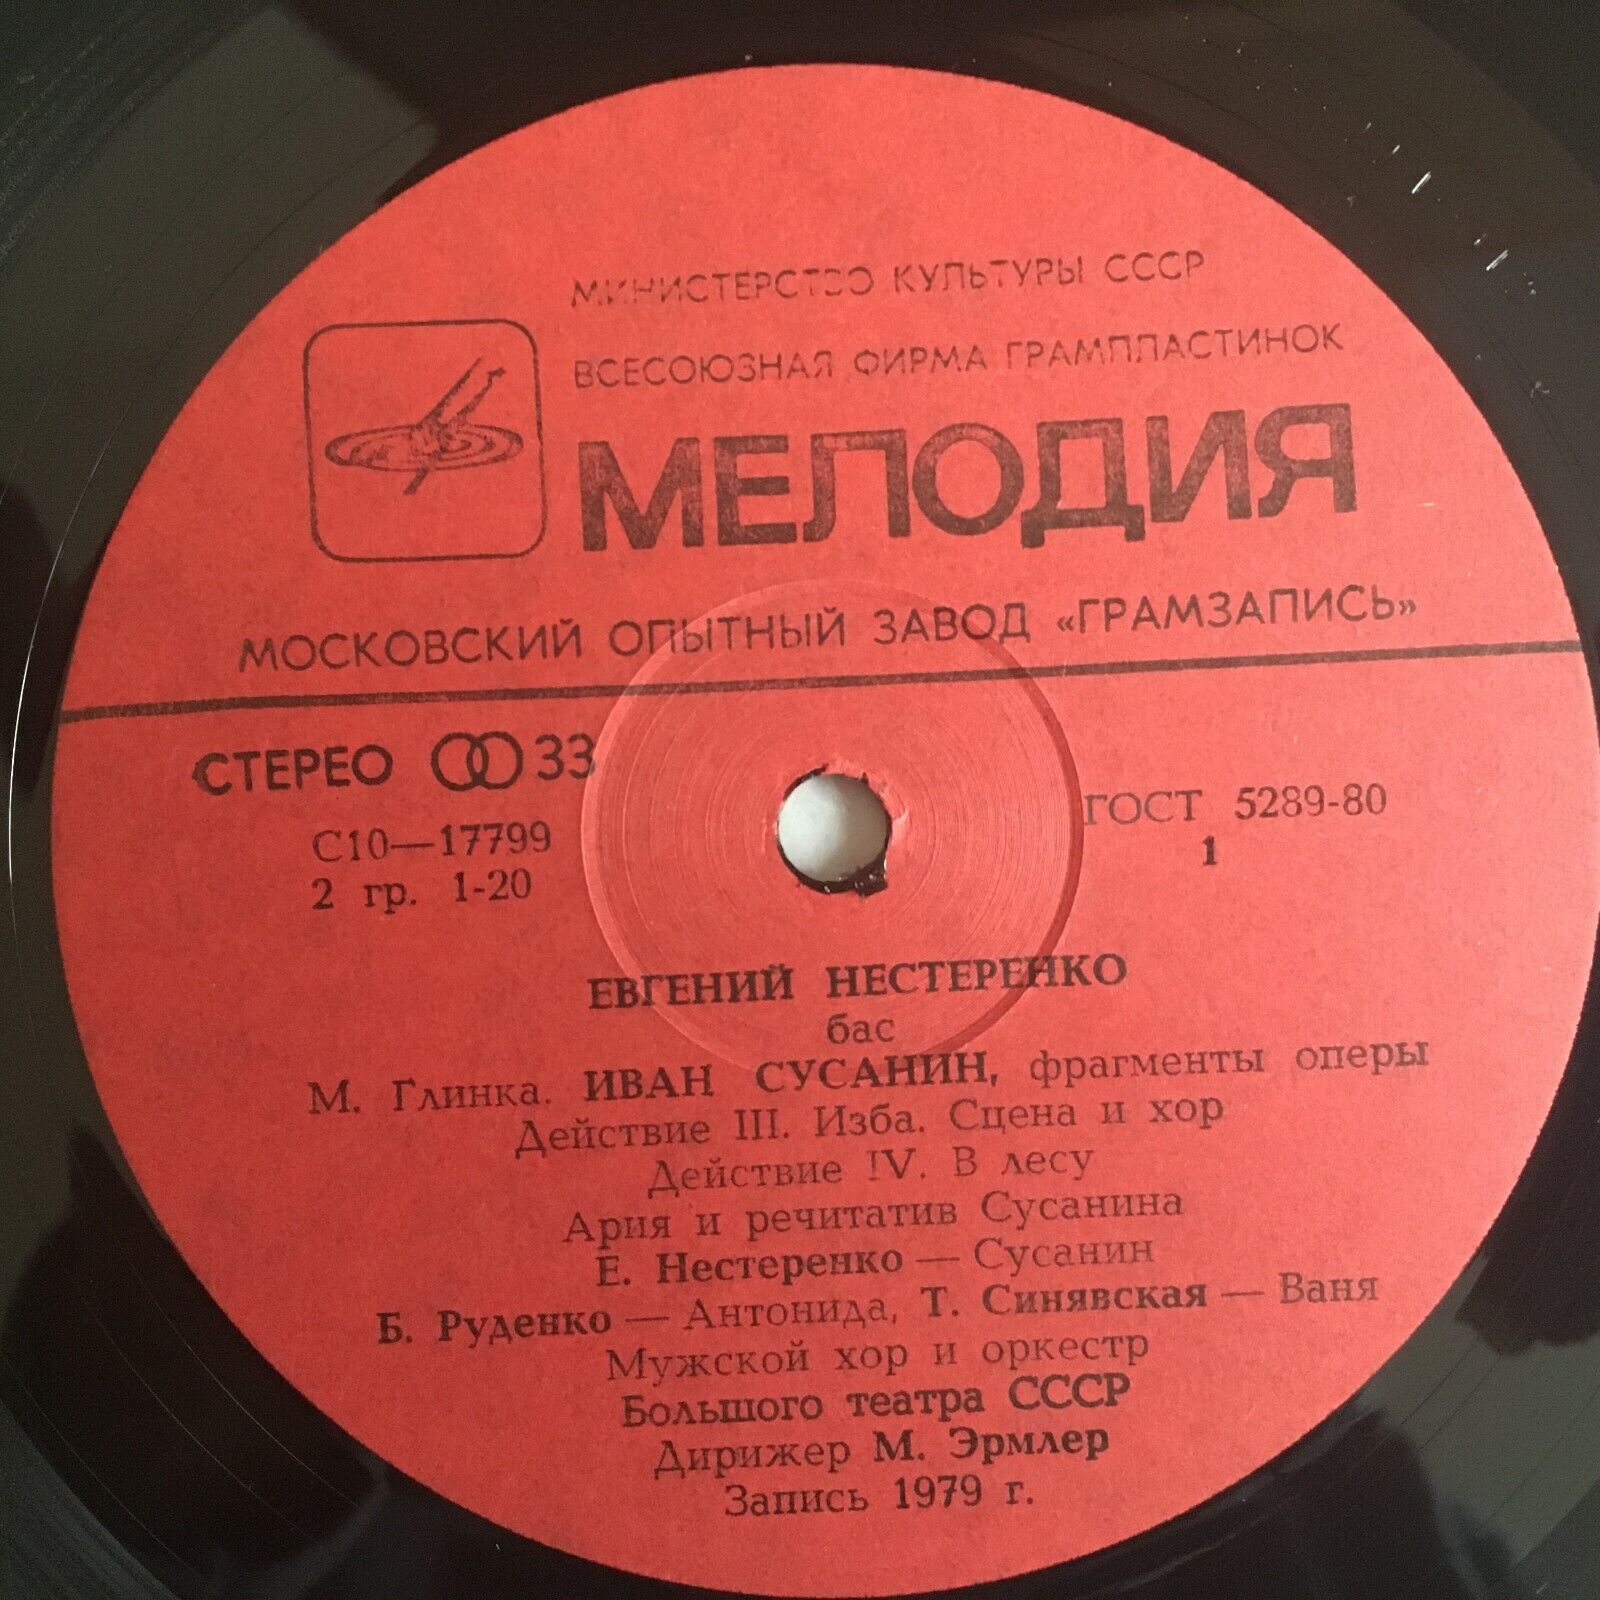 МИНИСТЕРСТВО КУЛЬТУРЫ СССР
ВСЕСОЮЗНАЯ ФИРМА ГРАМПЛАСТИНОК
МЕЛОДИЯ
МОСКОВСКИЙ ОПЫТНЫЙ ЗАВОД «ГРАМЗАПИСЬ»
СТЕРЕО 33
ГОСТ 5289-80
С10—17799
1
2 гр. 1-20
ЕВГЕНИЙ НЕСТЕРЕНКО
бас
М. Глинка. ИВАН СУСАНИН, фрагменты оперы
Действие III. Изба. Сцена и хор
Действие IV. В лесу
Ария и речитатив Сусанина
Е. Нестеренко — Сусанин
Б. Руденко — Антонида, Т. Синявская — Ваня
Мужской хор и оркестр
Большого театра СССР
Дирижер М. Эрмлер
Запись 1979 г.